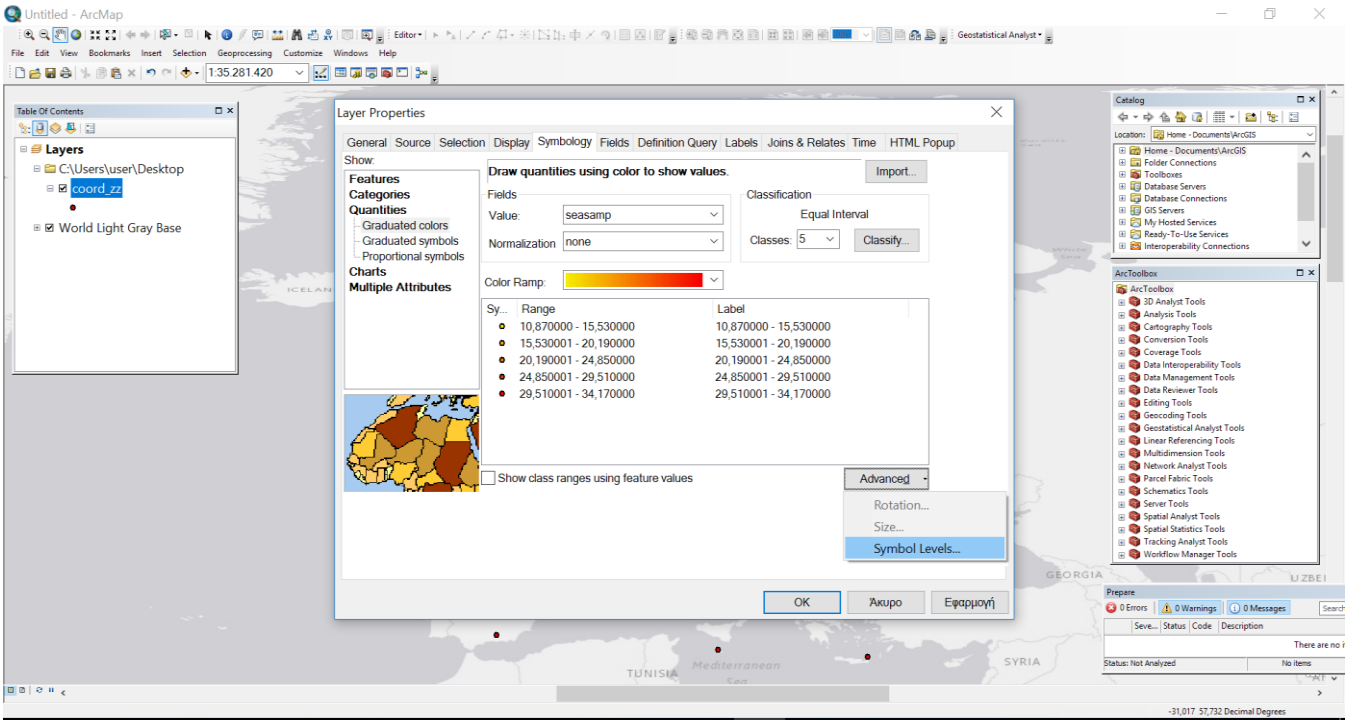 Untitled - ArcMap
Editor
Geostatistical Analyst
File Edit View Bookmarks Insert Selection Geoprocessing Customize Windows Help
1:35.281.420
Table Of Contents
Layers
C:\Users\user\Desktop
coord_zz
World Light Gray Base
Layer Properties
General Source Selection Display Symbology Fields Definition Query Labels Joins & Relates Time HTML Popup
Show:
Features
Categories
Quantities
Graduated colors
Graduated symbols
Proportional symbols
Charts
Multiple Attributes
Draw quantities using color to show values.
Import...
Fields
Value: seasamp
Normalization none
Classification
Equal Interval
Classes: 5 Classify...
Color Ramp:
Sy... Range Label
10,870000 - 15,530000 10,870000 - 15,530000
15,530001 - 20,190000 15,530001 - 20,190000
20,190001 - 24,850000 20,190001 - 24,850000
24,850001 - 29,510000 24,850001 - 29,510000
29,510001 - 34,170000 29,510001 - 34,170000
Show class ranges using feature values
Advanced
Rotation...
Size...
Symbol Levels...
OK Άκυρο Εφαρμογή
Catalog
Location: Home - Documents\ArcGIS
Home - Documents\ArcGIS
Folder Connections
Toolboxes
Database Servers
Database Connections
GIS Servers
My Hosted Services
Ready-To-Use Services
Interoperability Connections
ArcToolbox
ArcToolbox
3D Analyst Tools
Analysis Tools
Cartography Tools
Conversion Tools
Coverage Tools
Data Interoperability Tools
Data Management Tools
Data Reviewer Tools
Editing Tools
Geocoding Tools
Geostatistical Analyst Tools
Linear Referencing Tools
Multidimension Tools
Network Analyst Tools
Parcel Fabric Tools
Schematics Tools
Server Tools
Spatial Analyst Tools
Spatial Statistics Tools
Tracking Analyst Tools
Workflow Manager Tools
Prepare
0 Errors 0 Warnings 0 Messages Search
Seve... Status Code Description
There are no i
Status: Not Analyzed No items
ICELAN
GEORGIA
UZBEI
SYRIA
TUNISIA
Mediterranean
Sea
-31,017 57,732 Decimal Degrees